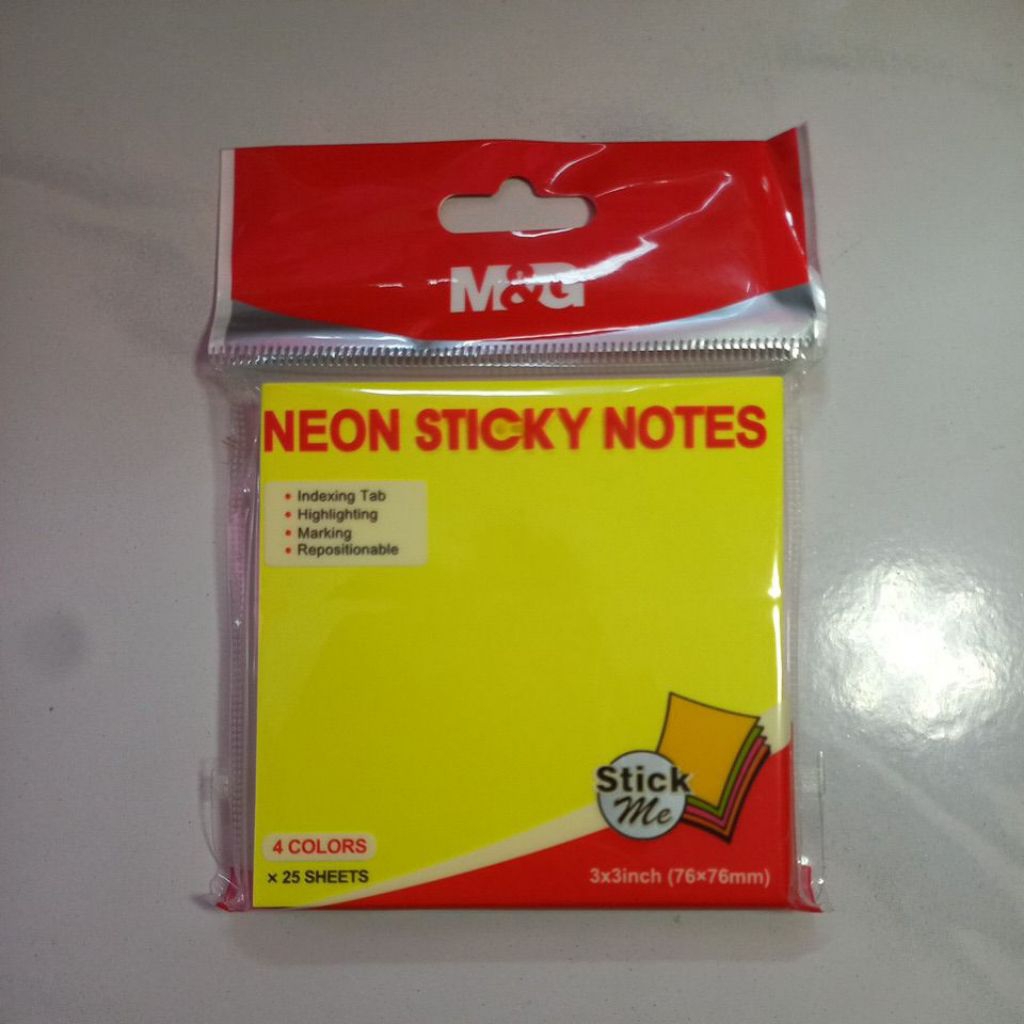 M&G
NEON STICKY NOTES
• Indexing Tab
• Highlighting
• Marking
• Repositionable
Stick
Me
4 COLORS
× 25 SHEETS
3x3inch (76×76mm)